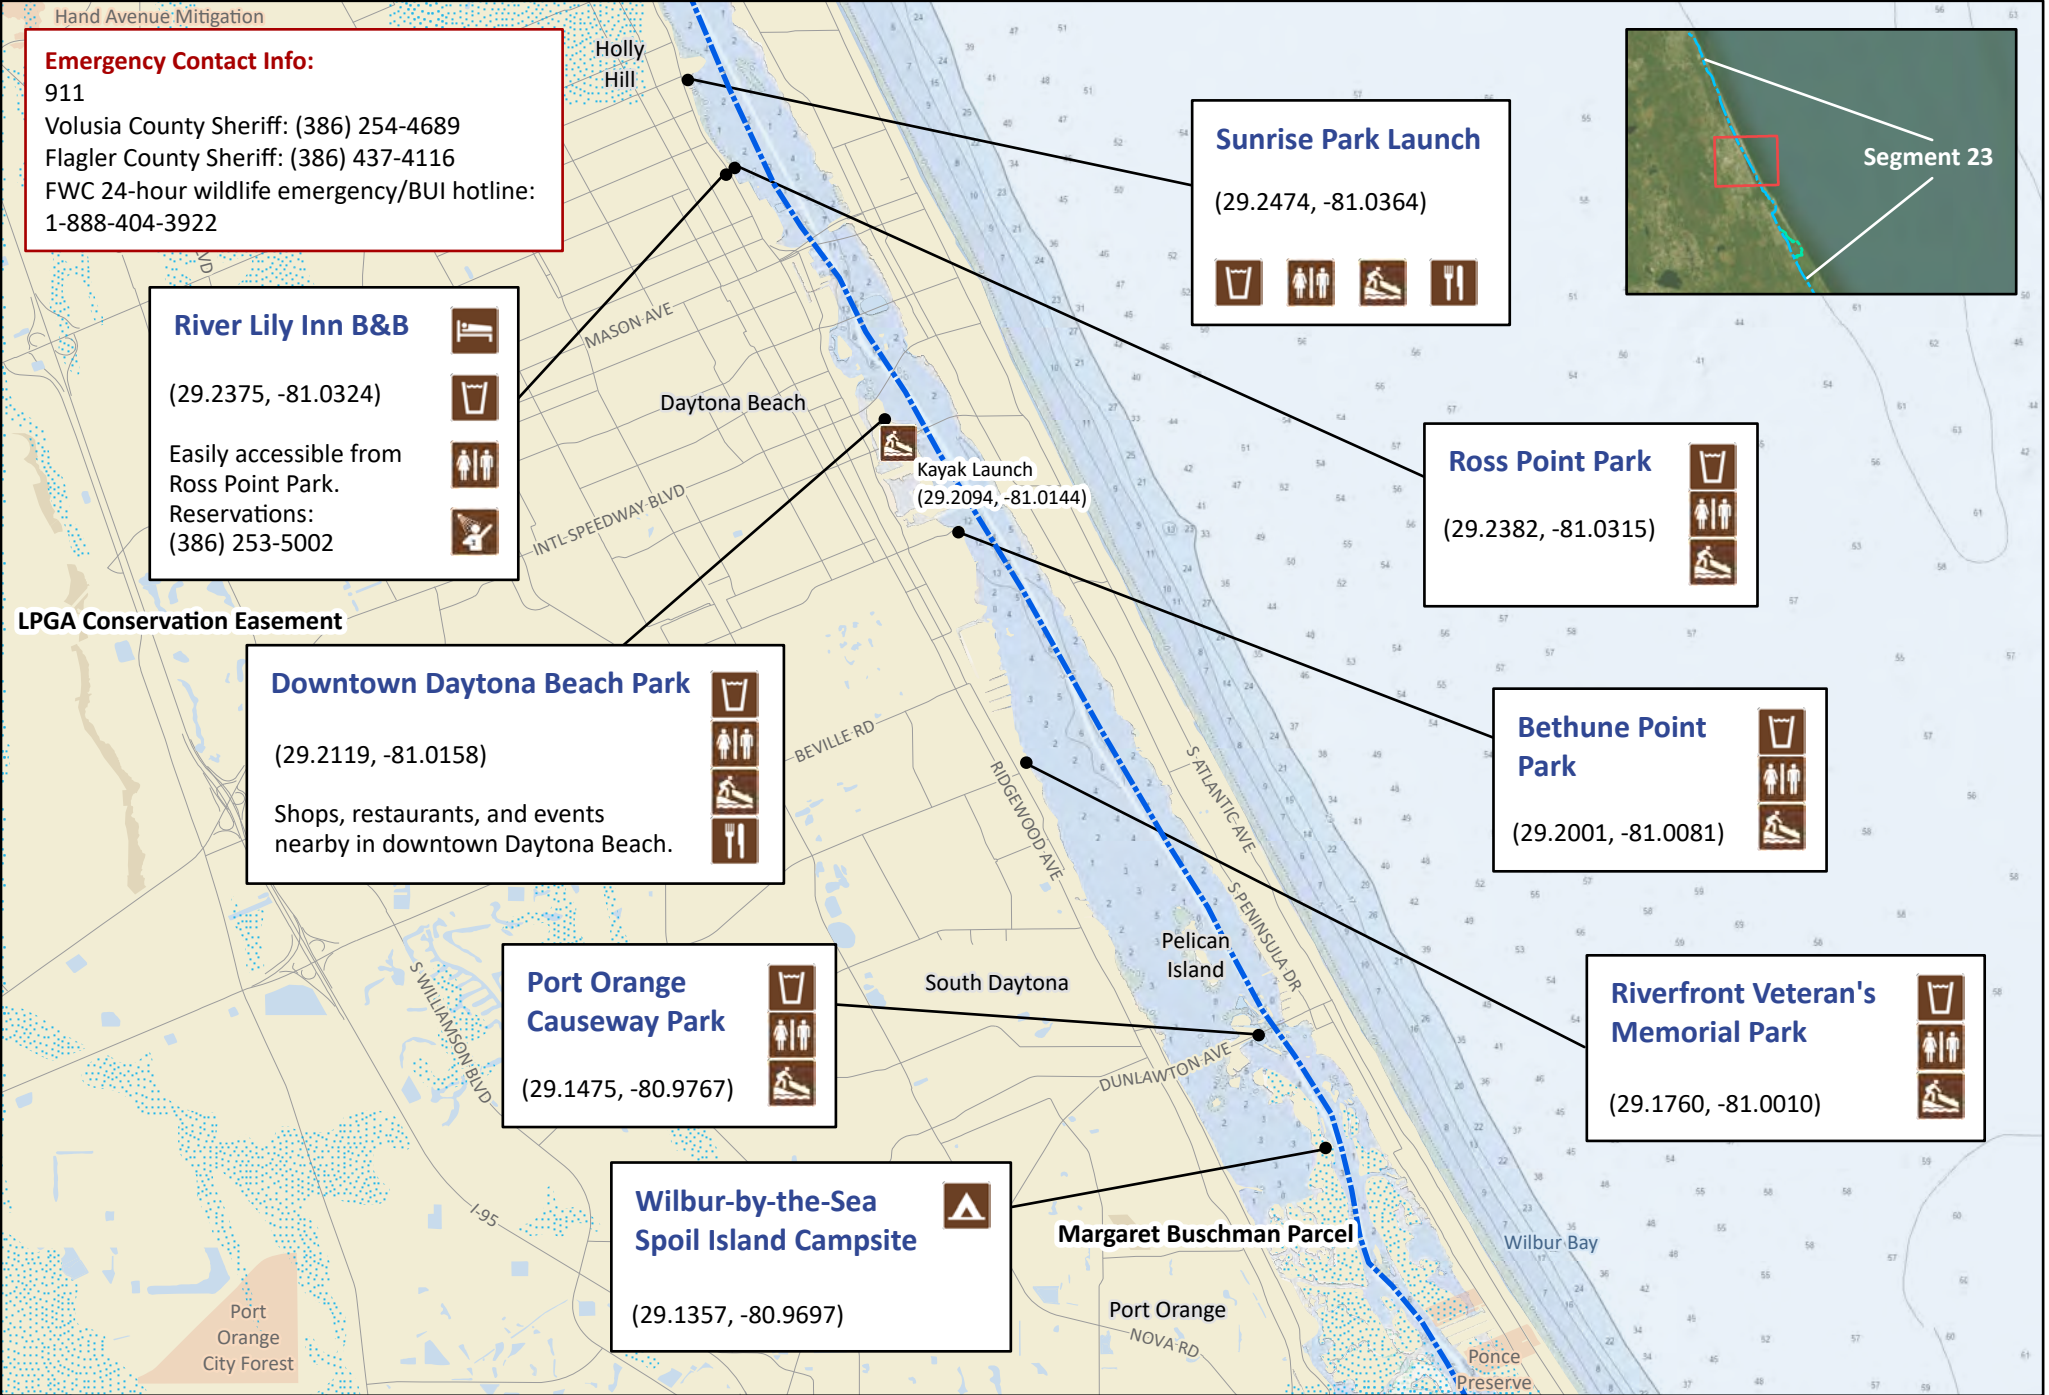 Hand Avenue Mitigation
Emergency Contact Info:
911
Volusia County Sheriff: (386) 254-4689
Flagler County Sheriff: (386) 437-4116
FWC 24-hour wildlife emergency/BUI hotline:
1-888-404-3922
Holly
Hill
Sunrise Park Launch
(29.2474, -81.0364)
Segment 23
River Lily Inn B&B
(29.2375, -81.0324)
Easily accessible from
Ross Point Park.
Reservations:
(386) 253-5002
MASON AVE
Daytona Beach
Kayak Launch
(29.2094, -81.0144)
INTL SPEEDWAY BLVD
Ross Point Park
(29.2382, -81.0315)
LPGA Conservation Easement
Downtown Daytona Beach Park
(29.2119, -81.0158)
Shops, restaurants, and events
nearby in downtown Daytona Beach.
BEVILLE RD
RIDGEWOOD AVE
S ATLANTIC AVE
Bethune Point
Park
(29.2001, -81.0081)
S PENINSULA DR
Pelican
Island
South Daytona
S WILLIAMSON BLVD
Port Orange
Causeway Park
(29.1475, -80.9767)
DUNLAWTON AVE
Riverfront Veteran's
Memorial Park
(29.1760, -81.0010)
Wilbur-by-the-Sea
Spoil Island Campsite
(29.1357, -80.9697)
I-95
Margaret Buschman Parcel
Wilbur Bay
Port Orange
NOVA RD
Port
Orange
City Forest
Ponce
Preserve